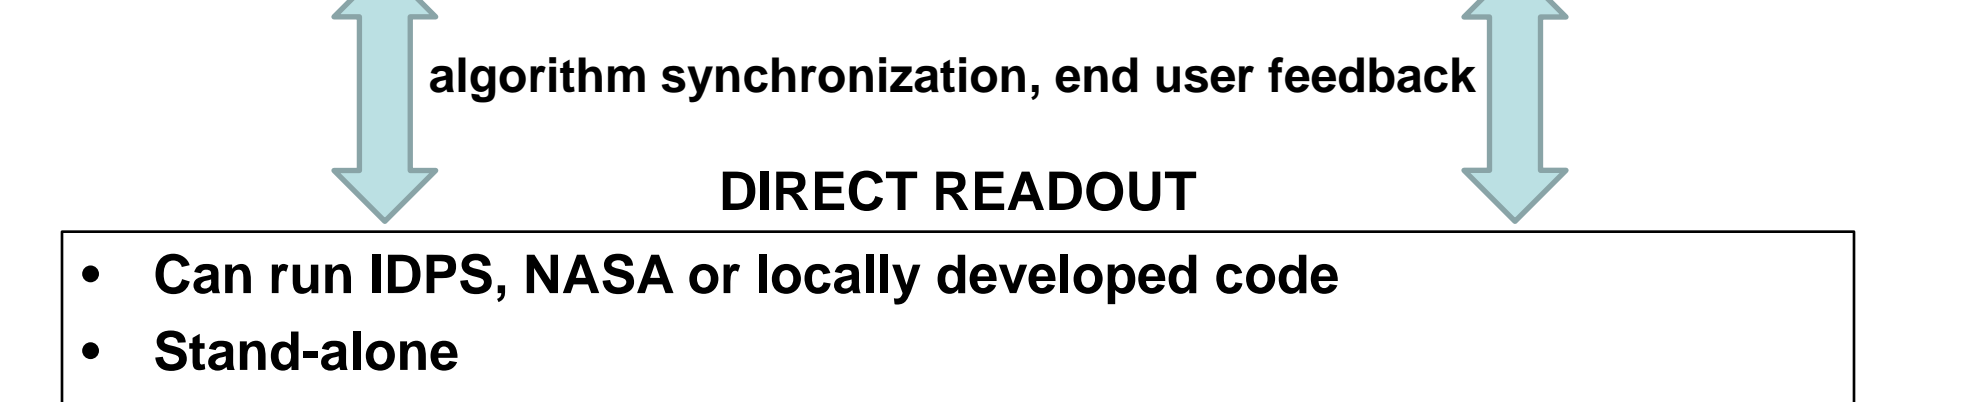 algorithm synchronization, end user feedback
DIRECT READOUT
• Can run IDPS, NASA or locally developed code
• Stand-alone